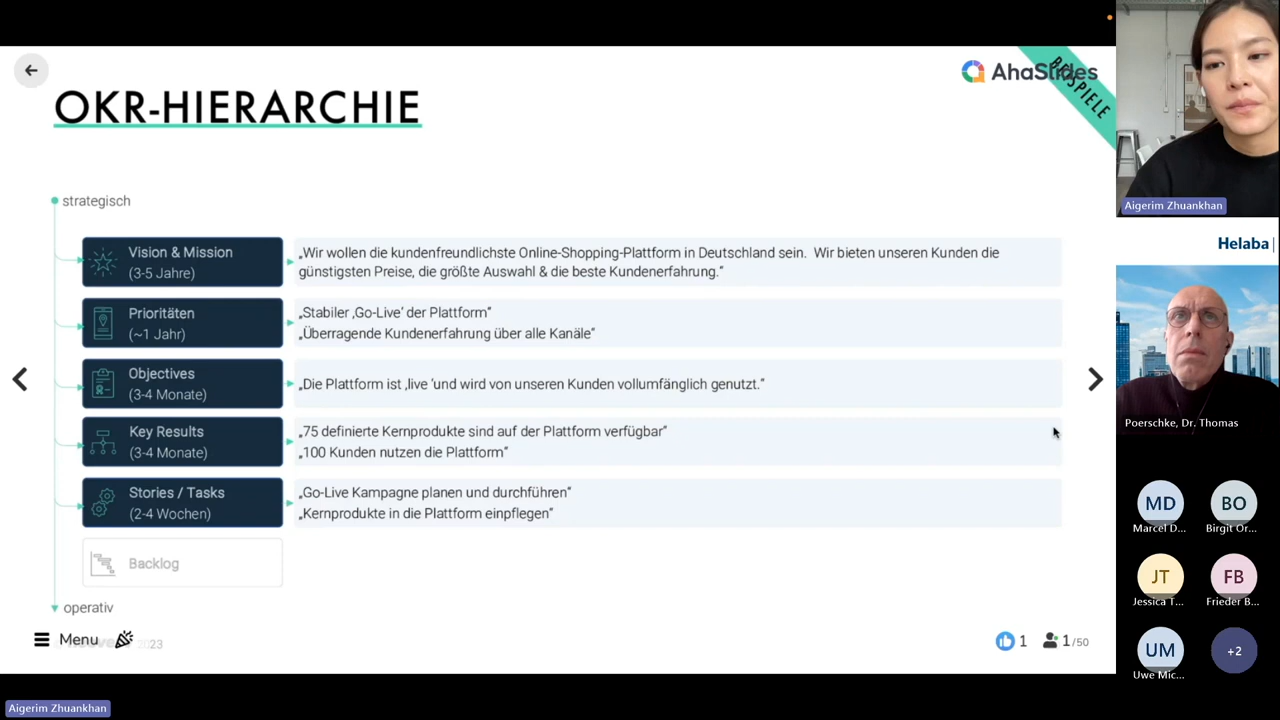 AhaSlides
BEISPIELE
OKR-HIERARCHIE
strategisch
Vision & Mission
(3-5 Jahre)
„Wir wollen die kundenfreundlichste Online-Shopping-Plattform in Deutschland sein. Wir bieten unseren Kunden die
günstigsten Preise, die größte Auswahl & die beste Kundenerfahrung.“
Prioritäten
(~1 Jahr)
„Stabiler ‚Go-Live‘ der Plattform“
„Überragende Kundenerfahrung über alle Kanäle“
Objectives
(3-4 Monate)
„Die Plattform ist ‚live ‘und wird von unseren Kunden vollumfänglich genutzt.“
Key Results
(3-4 Monate)
„75 definierte Kernprodukte sind auf der Plattform verfügbar“
„100 Kunden nutzen die Plattform“
Stories / Tasks
(2-4 Wochen)
„Go-Live Kampagne planen und durchführen“
„Kernprodukte in die Plattform einpflegen“
Backlog
operativ
Menu
2023
1
1/50
Aigerim Zhuankhan
Aigerim Zhuankhan
Helaba
Poerschke, Dr. Thomas
MD
Marcel D...
BO
Birgit Or...
JT
Jessica T...
FB
Frieder B...
UM
Uwe Mic...
+2